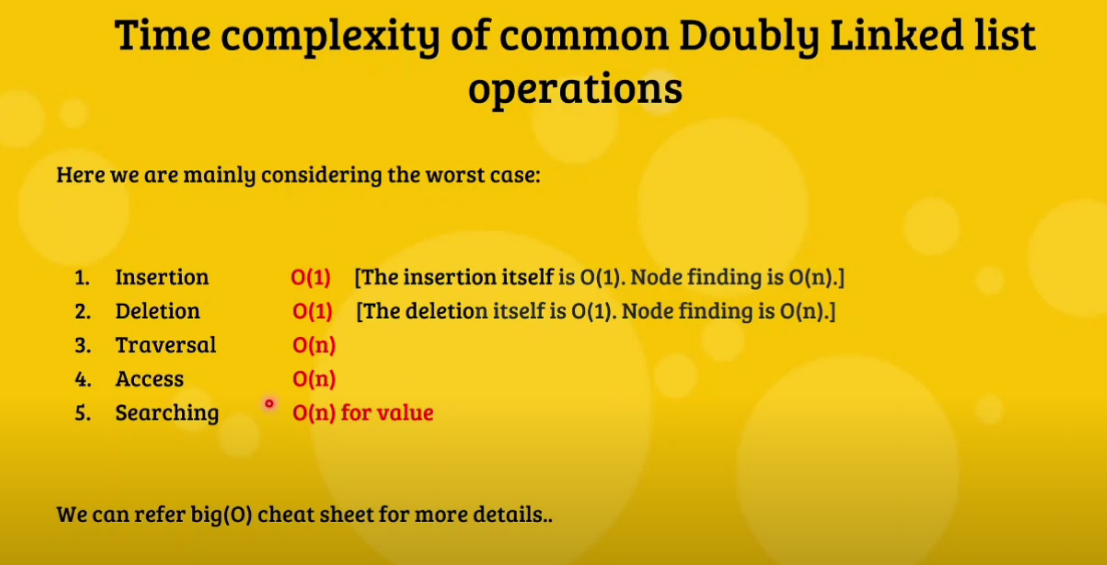 Time complexity of common Doubly Linked list
operations
Here we are mainly considering the worst case:
1. Insertion O(1) [The insertion itself is O(1). Node finding is O(n).]
2. Deletion O(1) [The deletion itself is O(1). Node finding is O(n).]
3. Traversal O(n)
4. Access O(n)
5. Searching O(n) for value
We can refer big(O) cheat sheet for more details..